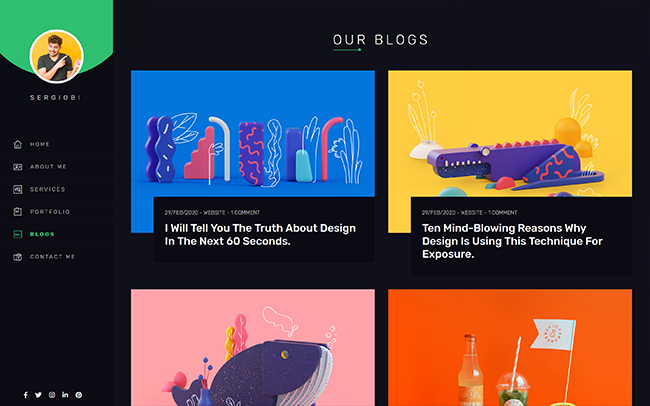 OUR BLOGS
SERGIOBI
HOME
ABOUT ME
SERVICES
PORTFOLIO
BLOGS
CONTACT ME
29/FEB/2020 - WEBSITE - 1 COMMENT
I Will Tell You The Truth About Design
In The Next 60 Seconds.
29/FEB/2020 - WEBSITE - 1 COMMENT
Ten Mind-Blowing Reasons Why
Design Is Using This Technique For
Exposure.